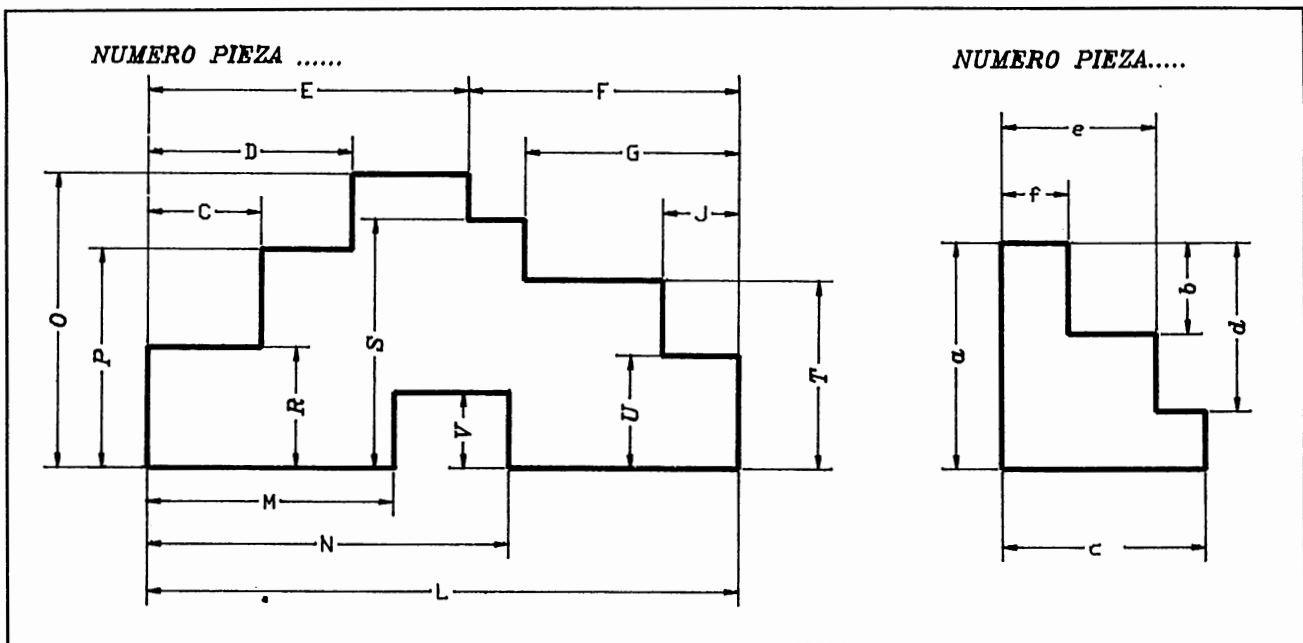 NUMERO PIEZA ......
NUMERO PIEZA.....
E
F
e
D
G
f
C
J
b
d
O
P
S
a
T
R
U
V
M
N
c
L